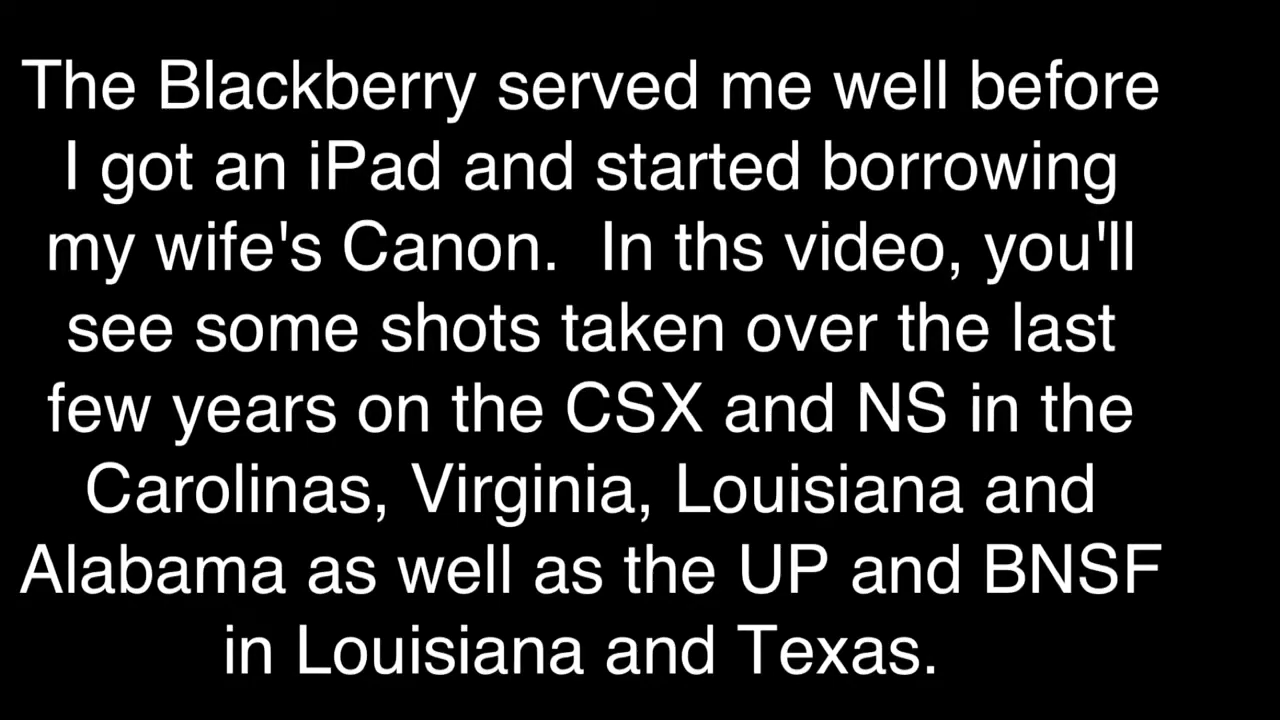 The Blackberry served me well before
I got an iPad and started borrowing
my wife's Canon.  In ths video, you'll
see some shots taken over the last
few years on the CSX and NS in the
Carolinas, Virginia, Louisiana and
Alabama as well as the UP and BNSF
in Louisiana and Texas.